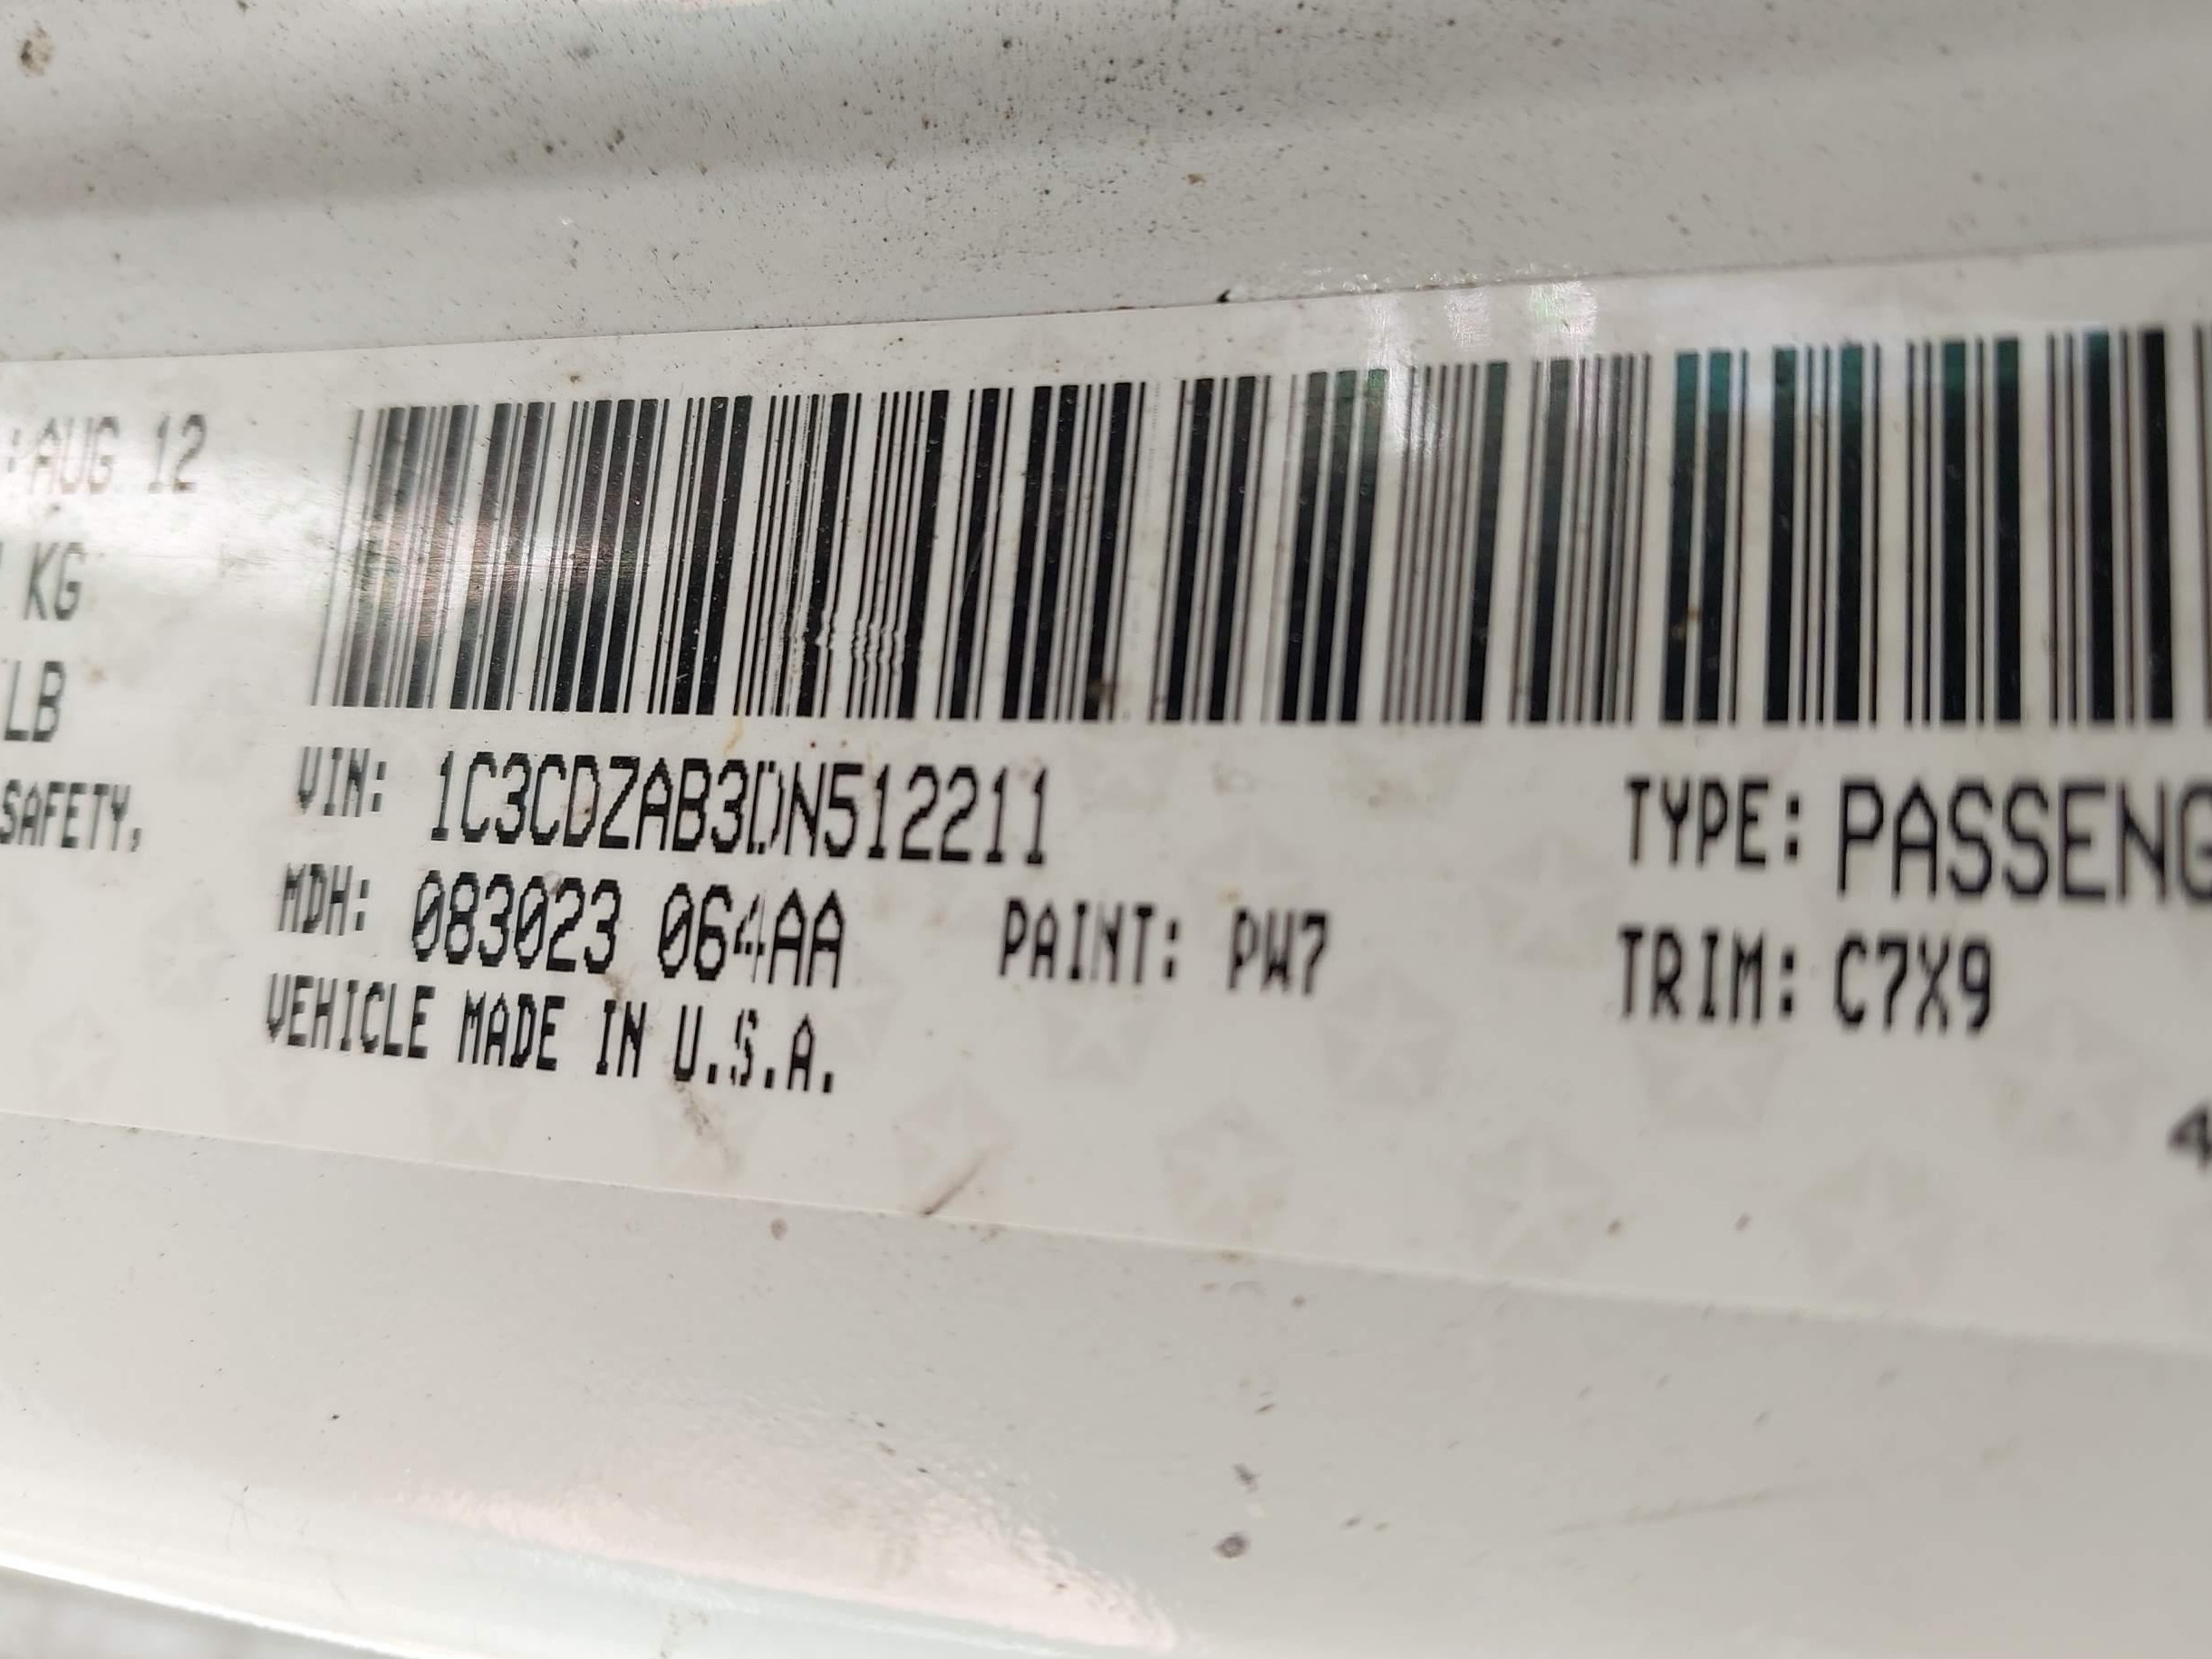 :AUG 12
KG
LB
SAFETY,
VIN: 1C3CDZAB3DN512211
MDH: 083023 064AA PAINT: PW7
VEHICLE MADE IN U.S.A.
TYPE: PASSENG
TRIM: C7X9
4